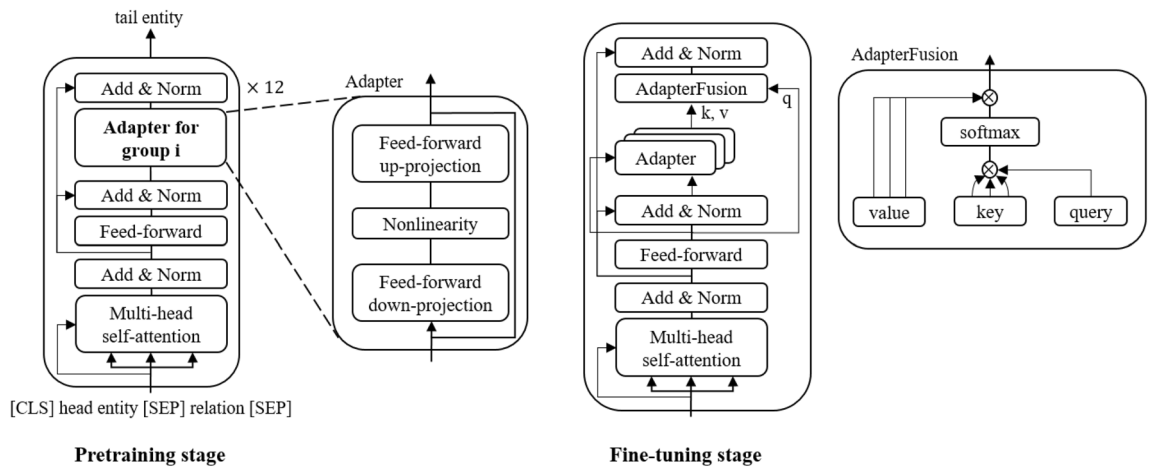 tail entity
Add & Norm
× 12
Adapter for
group i
Add & Norm
Feed-forward
Add & Norm
Multi-head
self-attention
[CLS] head entity [SEP] relation [SEP]
Pretraining stage
Adapter
Feed-forward
up-projection
Nonlinearity
Feed-forward
down-projection
Add & Norm
AdapterFusion
q
k, v
Adapter
Add & Norm
Feed-forward
Add & Norm
Multi-head
self-attention
Fine-tuning stage
AdapterFusion
softmax
value
key
query